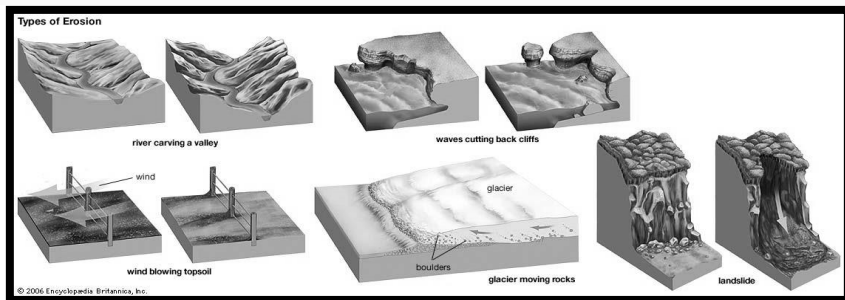 Types of Erosion
river carving a valley
waves cutting back cliffs
wind
glacier
boulders
wind blowing topsoil
glacier moving rocks
landslide
© 2006 Encyclopædia Britannica, Inc.